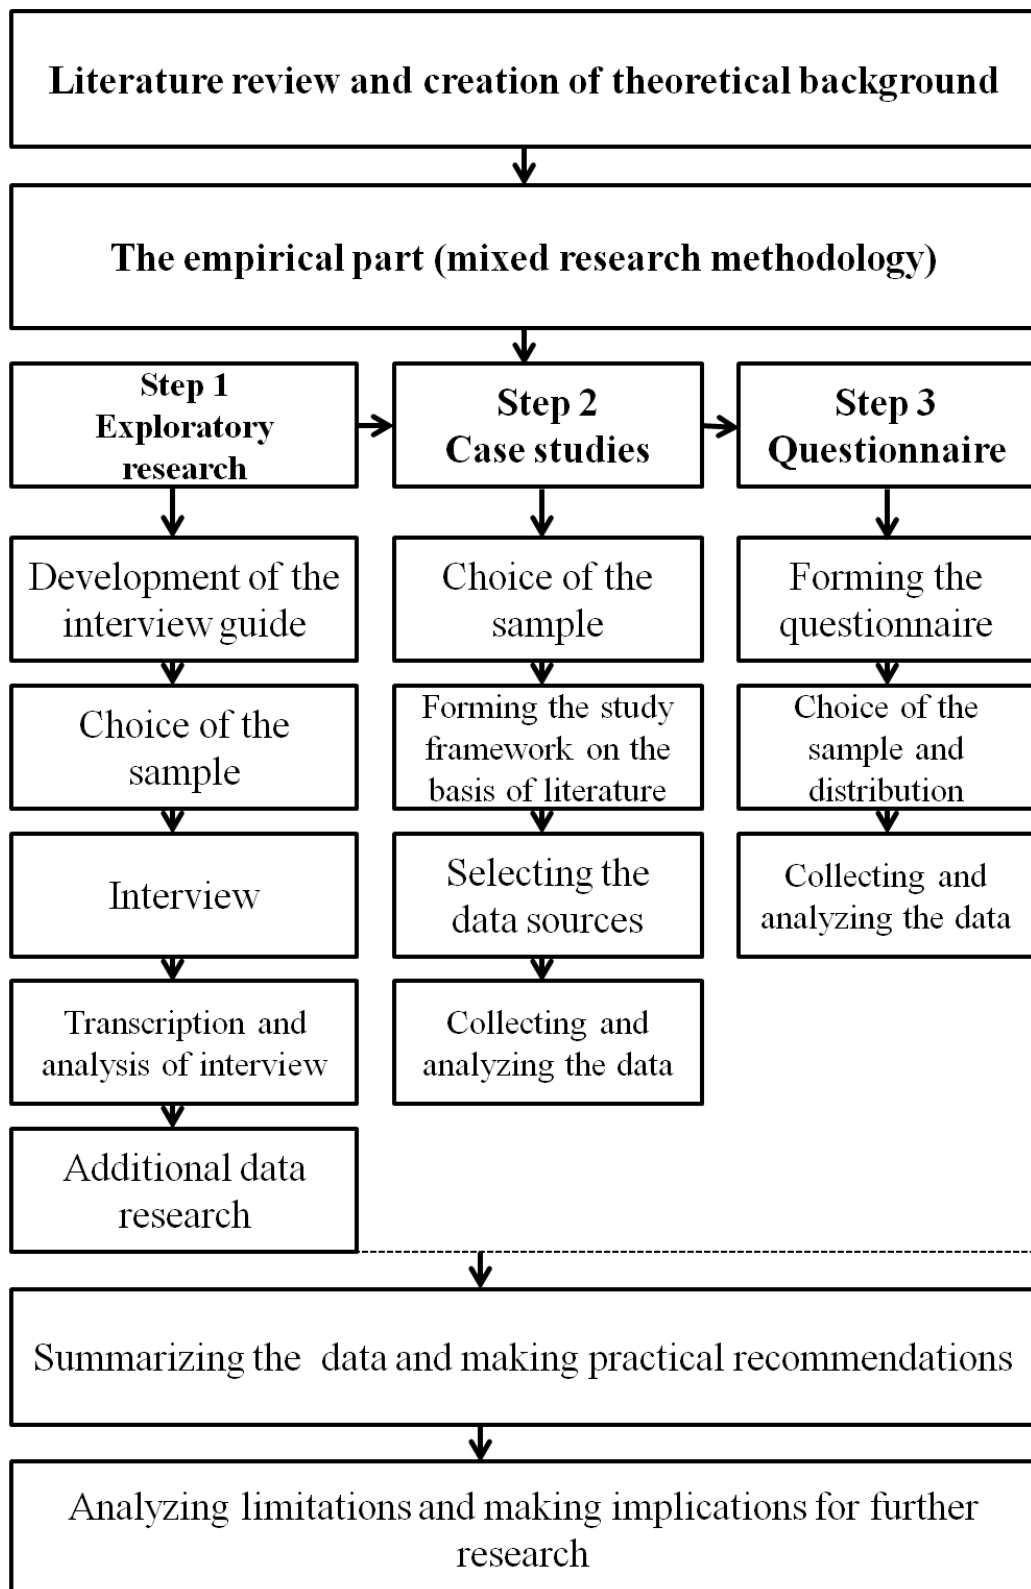 Literature review and creation of theoretical background
The empirical part (mixed research methodology)
Step 1
Exploratory
research
Step 2
Case studies
Step 3
Questionnaire
Development of the
interview guide
Choice of the
sample
Interview
Transcription and
analysis of interview
Additional data
research
Choice of the
sample
Forming the study
framework on the
basis of literature
Selecting the
data sources
Collecting and
analyzing the data
Forming the
questionnaire
Choice of the
sample and
distribution
Collecting and
analyzing the data
Summarizing the  data and making practical recommendations
Analyzing limitations and making implications for further
research